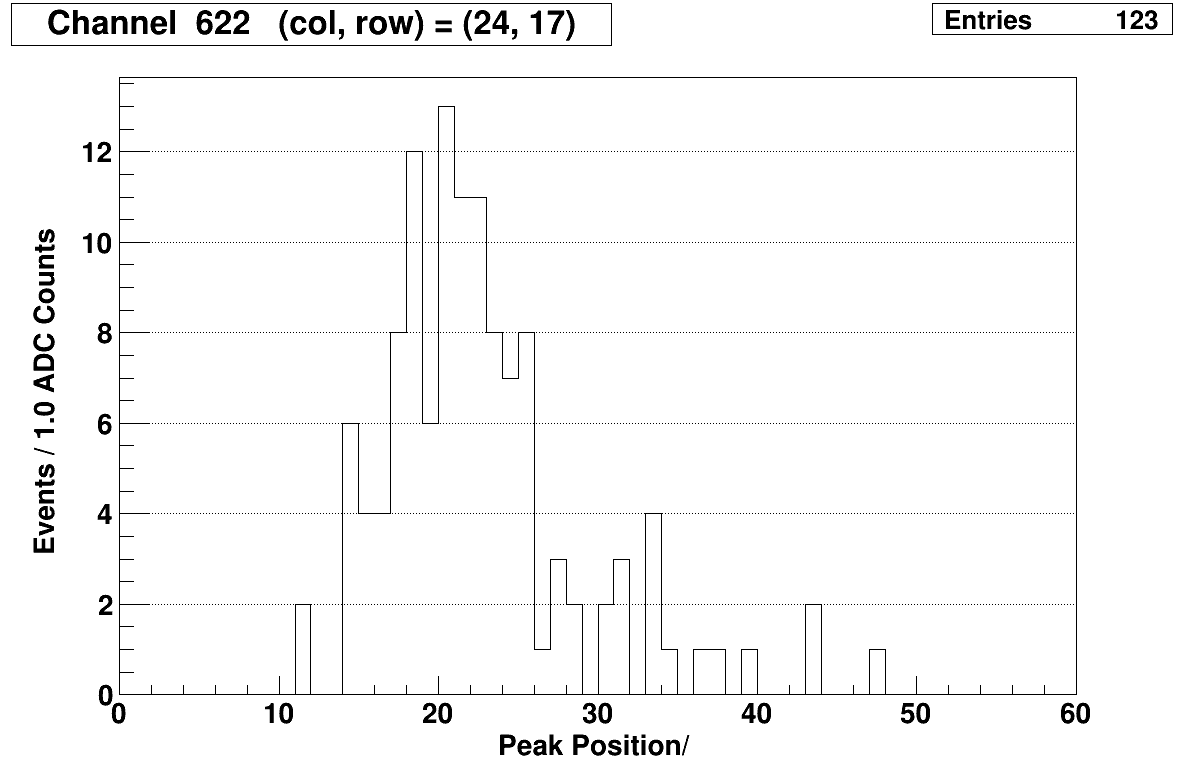 Channel 622 (col, row) = (24, 17)
Entries 123
Events / 1.0 ADC Counts
12
10
8
6
4
2
0
0 10 20 30 40 50 60
Peak Position/